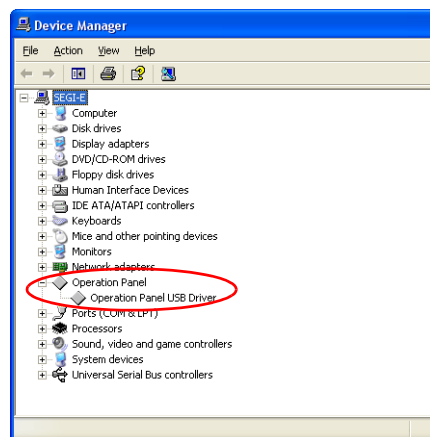 Device Manager
File Action View Help
SEGI-E
Computer
Disk drives
Display adapters
DVD/CD-ROM drives
Floppy disk drives
Human Interface Devices
IDE ATA/ATAPI controllers
Keyboards
Mice and other pointing devices
Monitors
Network adapters
Operation Panel
Operation Panel USB Driver
Ports (COM & LPT)
Processors
Sound, video and game controllers
System devices
Universal Serial Bus controllers